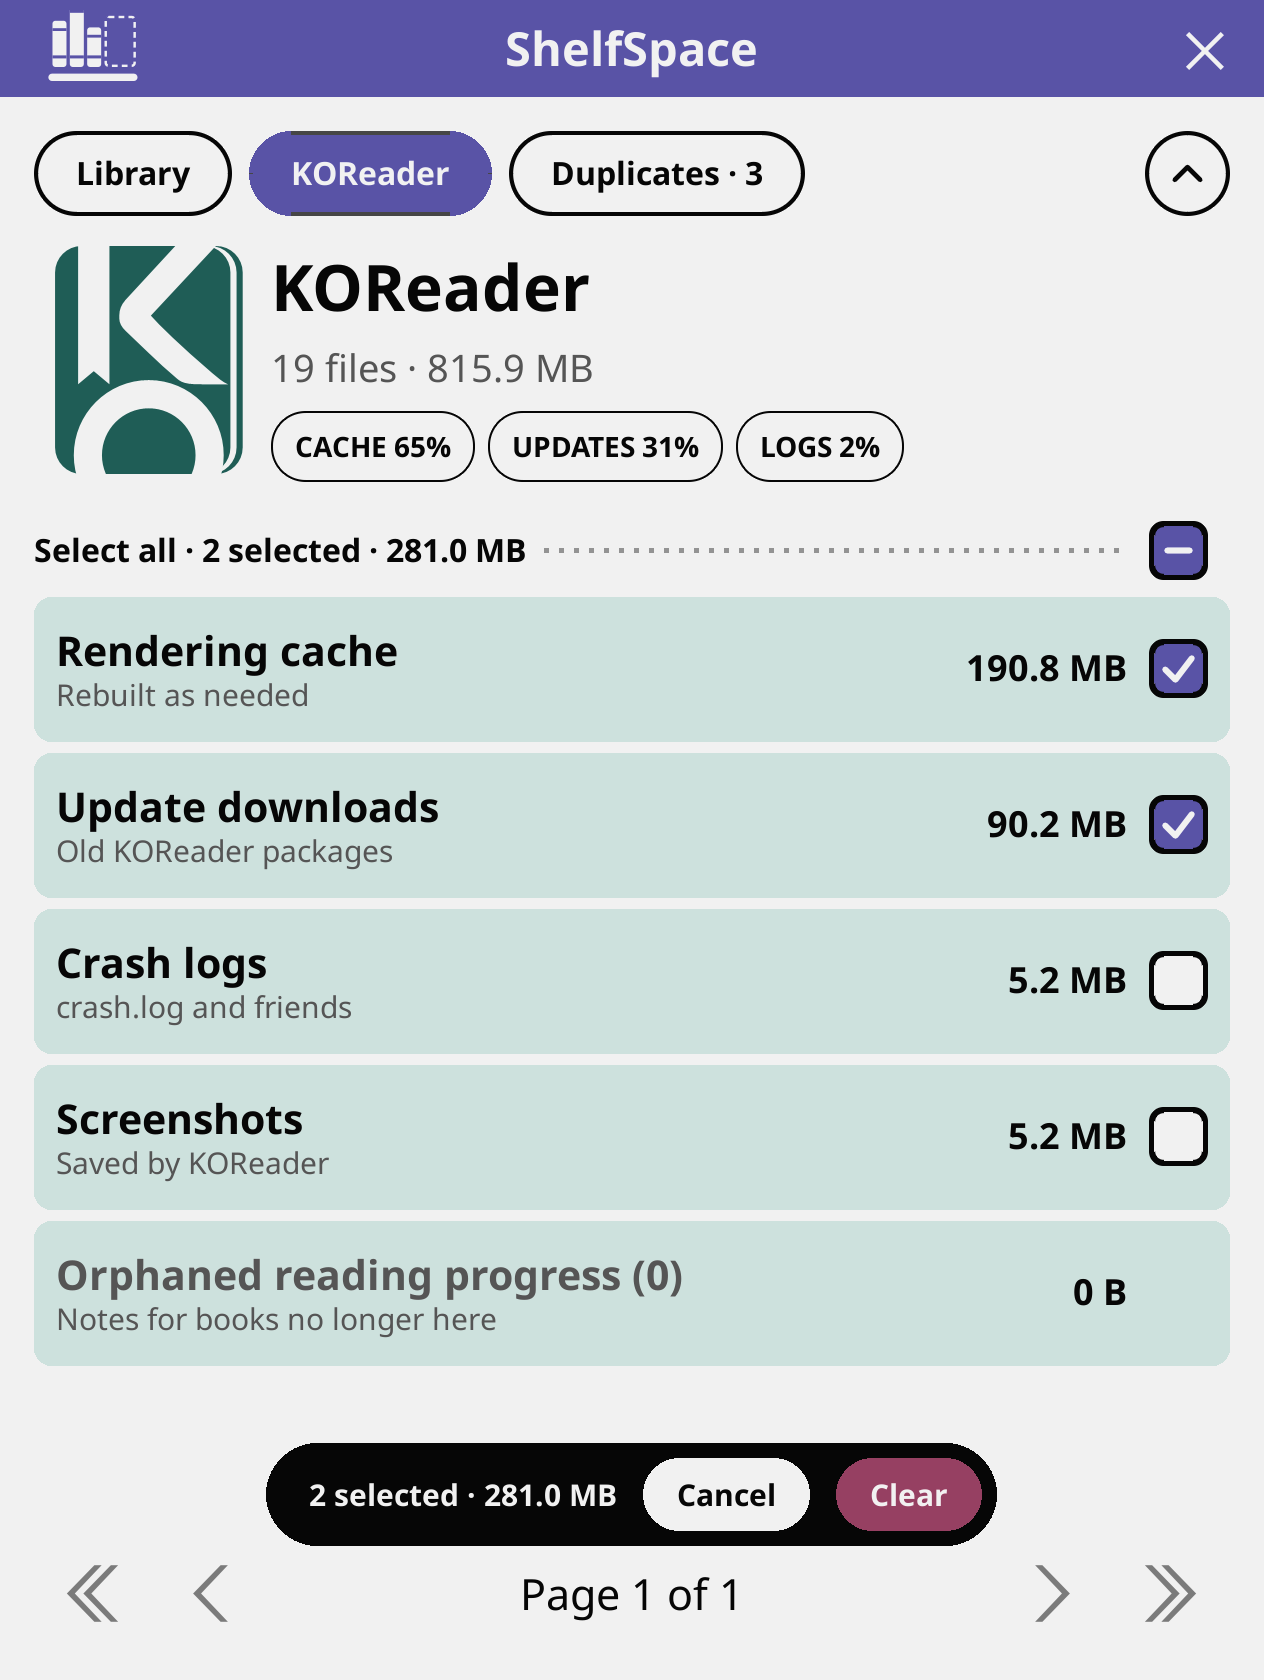 ShelfSpace
Library
KOReader
Duplicates · 3
KOReader
19 files · 815.9 MB
CACHE 65%
UPDATES 31%
LOGS 2%
Select all · 2 selected · 281.0 MB
Rendering cache
190.8 MB
Rebuilt as needed
Update downloads
90.2 MB
Old KOReader packages
Crash logs
5.2 MB
crash.log and friends
Screenshots
5.2 MB
Saved by KOReader
Orphaned reading progress (0)
0 B
Notes for books no longer here
2 selected · 281.0 MB
Cancel
Clear
Page 1 of 1